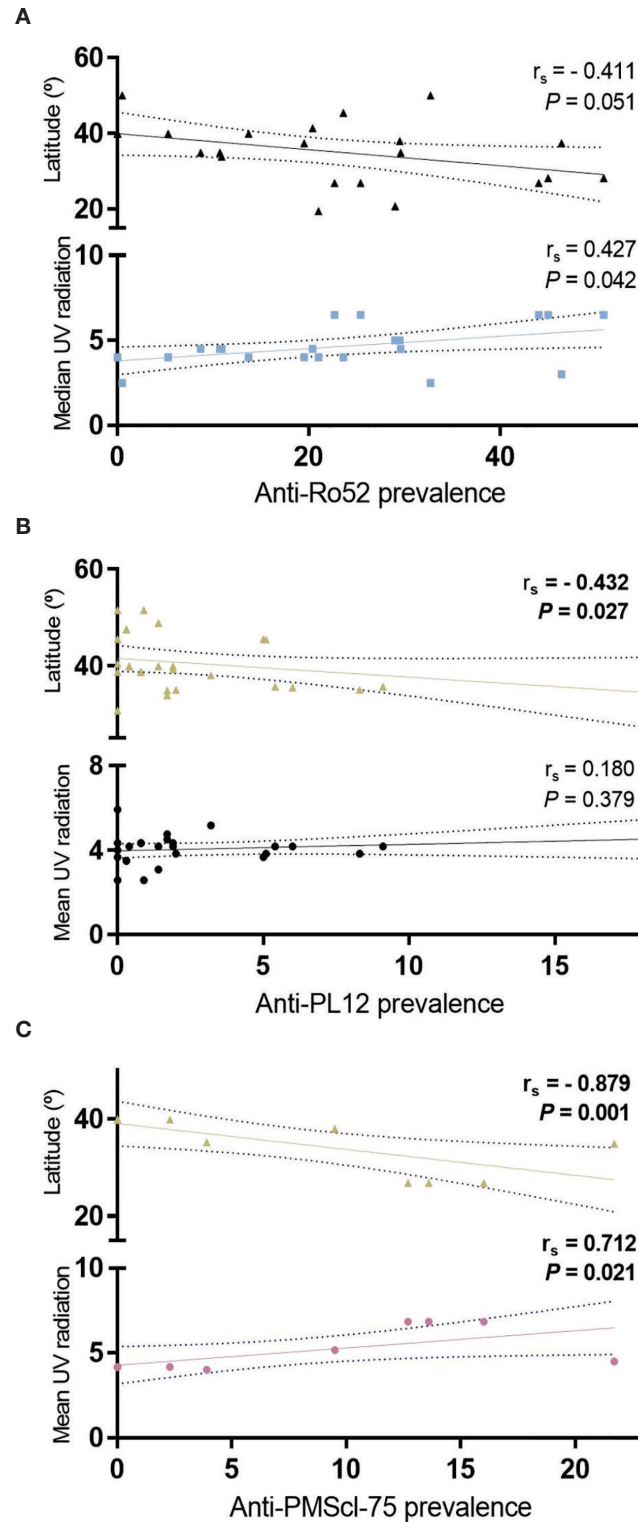 A
60
40
20
Latitude (º)
rs = - 0.411
P = 0.051
10
5
0
Median UV radiation
rs = 0.427
P = 0.042
0 20 40
Anti-Ro52 prevalence
B
60
40
Latitude (º)
rs = - 0.432
P = 0.027
8
4
0
Mean UV radiation
rs = 0.180
P = 0.379
0 5 10 15
Anti-PL12 prevalence
C
40
20
Latitude (º)
rs = - 0.879
P = 0.001
10
5
0
Mean UV radiation
rs = 0.712
P = 0.021
0 5 10 15 20
Anti-PMScl-75 prevalence